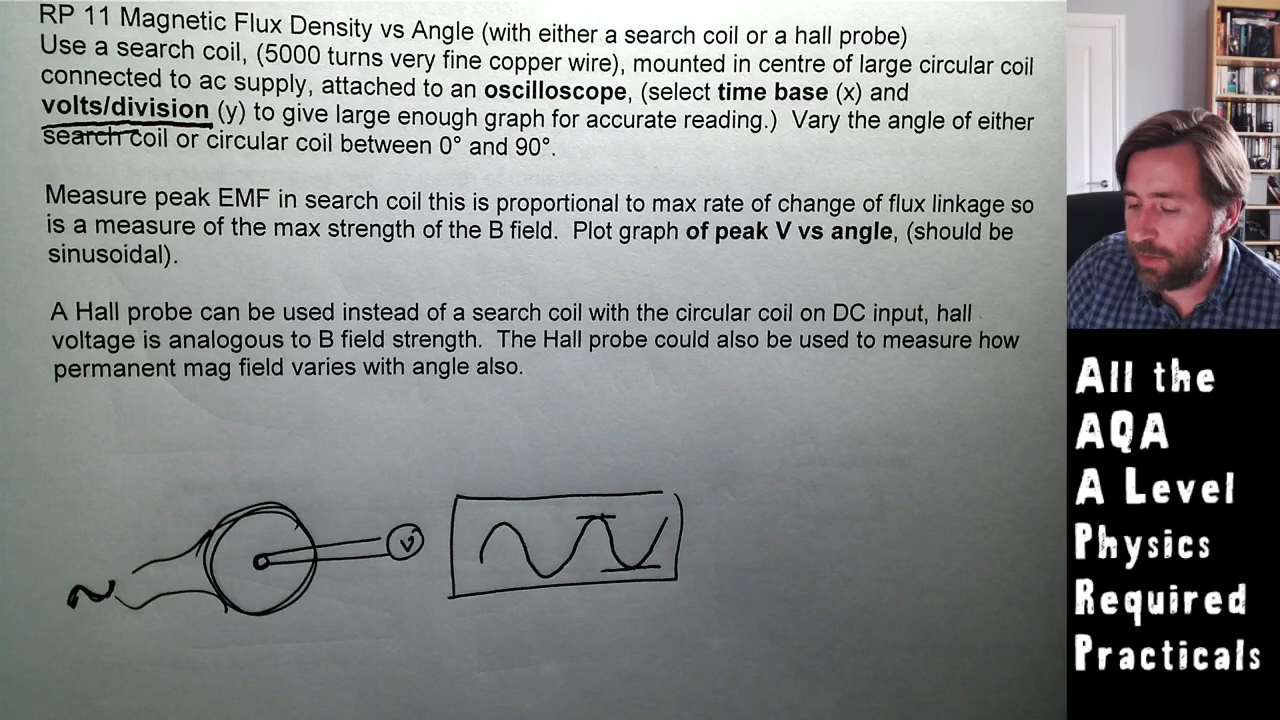 RP 11 Magnetic Flux Density vs Angle (with either a search coil or a hall probe)
Use a search coil, (5000 turns very fine copper wire), mounted in centre of large circular coil
connected to ac supply, attached to an oscilloscope, (select time base (x) and
volts/division (y) to give large enough graph for accurate reading.) Vary the angle of either
search coil or circular coil between 0° and 90°.
Measure peak EMF in search coil this is proportional to max rate of change of flux linkage so
is a measure of the max strength of the B field. Plot graph of peak V vs angle, (should be
sinusoidal).
A Hall probe can be used instead of a search coil with the circular coil on DC input, hall
voltage is analogous to B field strength. The Hall probe could also be used to measure how
permanent mag field varies with angle also.
~
V
All the
AQA
A Level
Physics
Required
Practicals